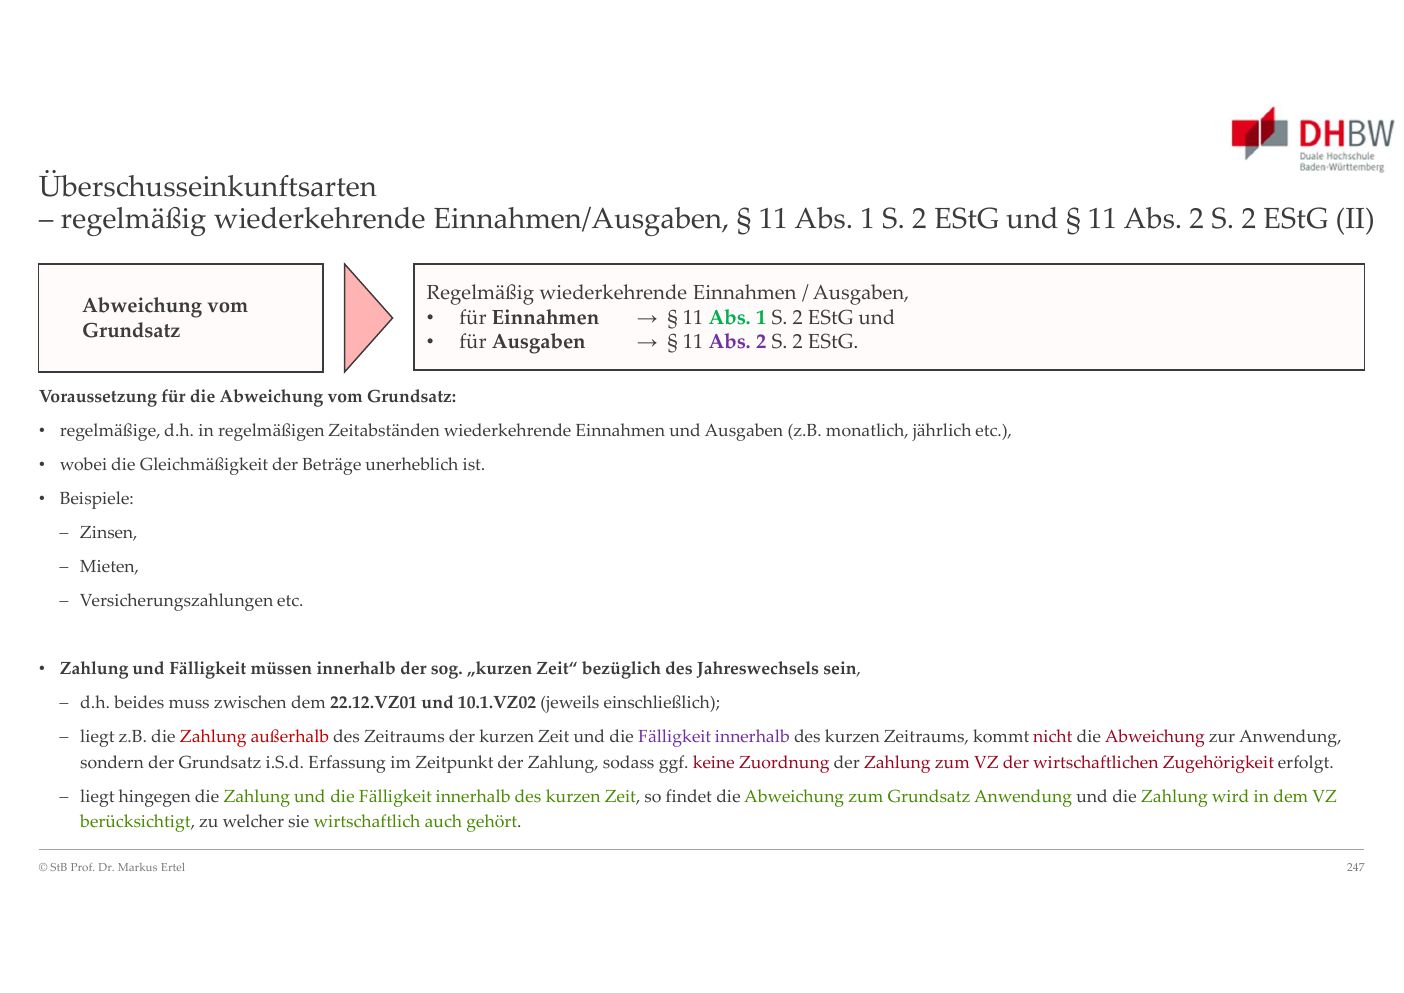 DHBW
Duale Hochschule
Baden-Württemberg
Überschusseinkunftsarten
– regelmäßig wiederkehrende Einnahmen/Ausgaben, § 11 Abs. 1 S. 2 EStG und § 11 Abs. 2 S. 2 EStG (II)
Abweichung vom
Grundsatz
Regelmäßig wiederkehrende Einnahmen / Ausgaben,
• für Einnahmen → § 11 Abs. 1 S. 2 EStG und
• für Ausgaben → § 11 Abs. 2 S. 2 EStG.
Voraussetzung für die Abweichung vom Grundsatz:
• regelmäßige, d.h. in regelmäßigen Zeitabständen wiederkehrende Einnahmen und Ausgaben (z.B. monatlich, jährlich etc.),
• wobei die Gleichmäßigkeit der Beträge unerheblich ist.
• Beispiele:
– Zinsen,
– Mieten,
– Versicherungszahlungen etc.
• Zahlung und Fälligkeit müssen innerhalb der sog. „kurzen Zeit“ bezüglich des Jahreswechsels sein,
– d.h. beides muss zwischen dem 22.12.VZ01 und 10.1.VZ02 (jeweils einschließlich);
– liegt z.B. die Zahlung außerhalb des Zeitraums der kurzen Zeit und die Fälligkeit innerhalb des kurzen Zeitraums, kommt nicht die Abweichung zur Anwendung,
sondern der Grundsatz i.S.d. Erfassung im Zeitpunkt der Zahlung, sodass ggf. keine Zuordnung der Zahlung zum VZ der wirtschaftlichen Zugehörigkeit erfolgt.
– liegt hingegen die Zahlung und die Fälligkeit innerhalb des kurzen Zeit, so findet die Abweichung zum Grundsatz Anwendung und die Zahlung wird in dem VZ
berücksichtigt, zu welcher sie wirtschaftlich auch gehört.
© StB Prof. Dr. Markus Ertel
247